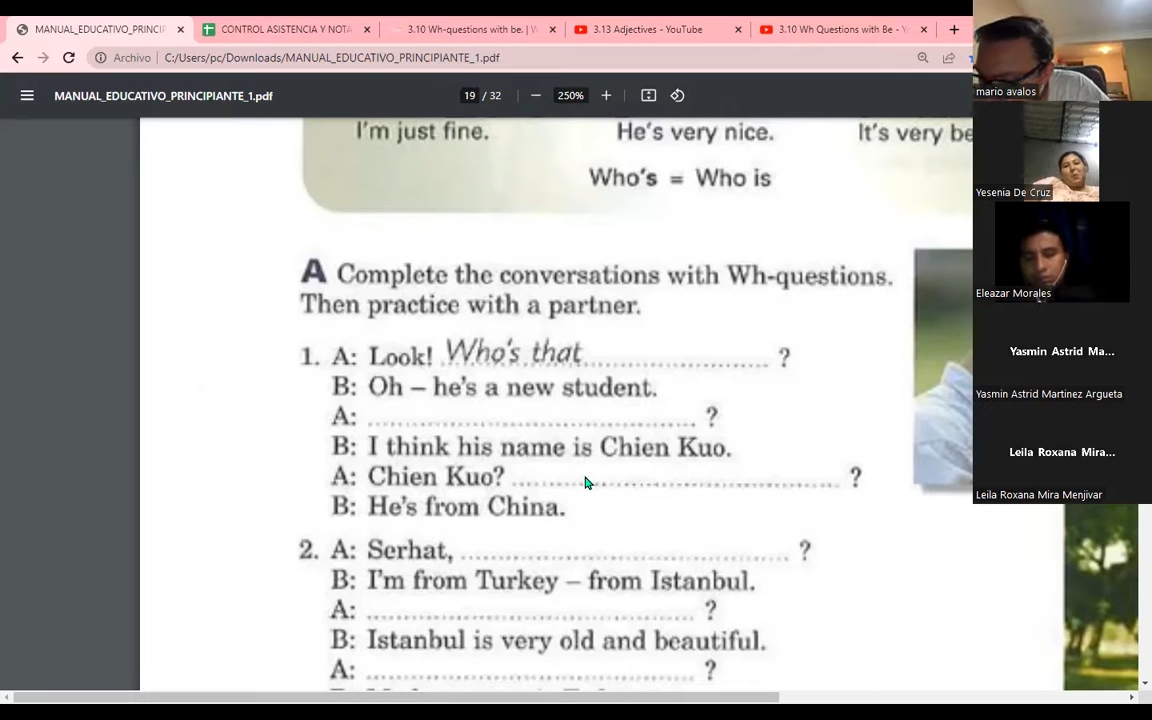 MANUAL_EDUCATIVO_PRINCIP
CONTROL ASISTENCIA Y NOTA
3.10 Wh-questions with be. | W
3.13 Adjectives - YouTube
3.10 Wh Questions with Be - Yo
Archivo
C:/Users/pc/Downloads/MANUAL_EDUCATIVO_PRINCIPIANTE_1.pdf
MANUAL_EDUCATIVO_PRINCIPIANTE_1.pdf
19 / 32
250%
I'm just fine. He's very nice. It's very be
Who's = Who is
A Complete the conversations with Wh-questions.
Then practice with a partner.
1. A: Look! Who's that ?
B: Oh – he's a new student.
A: ?
B: I think his name is Chien Kuo.
A: Chien Kuo? ?
B: He's from China.
2. A: Serhat, ?
B: I'm from Turkey – from Istanbul.
A: ?
B: Istanbul is very old and beautiful.
A: ?
mario avalos
Yesenia De Cruz
Eleazar Morales
Yasmin Astrid Ma...
Yasmin Astrid Martinez Argueta
Leila Roxana Mira...
Leila Roxana Mira Menjivar